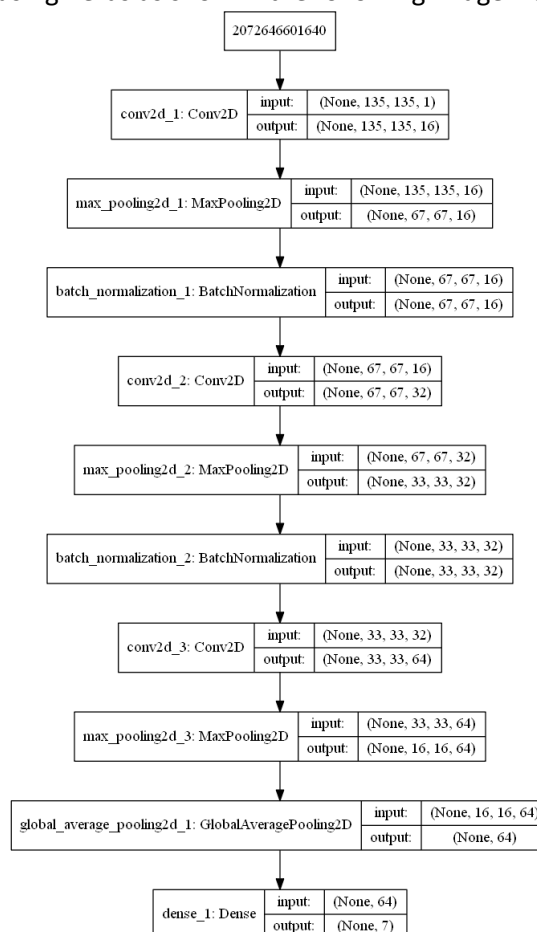 2072646601640
conv2d_1: Conv2D input: (None, 135, 135, 1)
output: (None, 135, 135, 16)
max_pooling2d_1: MaxPooling2D input: (None, 135, 135, 16)
output: (None, 67, 67, 16)
batch_normalization_1: BatchNormalization input: (None, 67, 67, 16)
output: (None, 67, 67, 16)
conv2d_2: Conv2D input: (None, 67, 67, 16)
output: (None, 67, 67, 32)
max_pooling2d_2: MaxPooling2D input: (None, 67, 67, 32)
output: (None, 33, 33, 32)
batch_normalization_2: BatchNormalization input: (None, 33, 33, 32)
output: (None, 33, 33, 32)
conv2d_3: Conv2D input: (None, 33, 33, 32)
output: (None, 33, 33, 64)
max_pooling2d_3: MaxPooling2D input: (None, 33, 33, 64)
output: (None, 16, 16, 64)
global_average_pooling2d_1: GlobalAveragePooling2D input: (None, 16, 16, 64)
output: (None, 64)
dense_1: Dense input: (None, 64)
output: (None, 7)